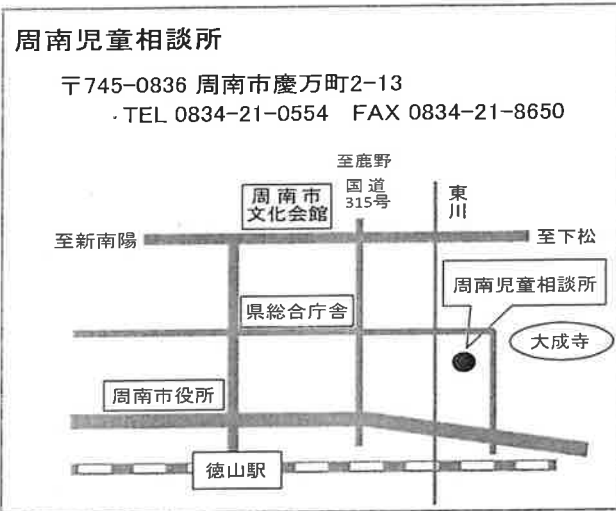 周南児童相談所
〒745-0836 周南市慶万町2-13
・TEL 0834-21-0554 FAX 0834-21-8650
至鹿野
国道
315号
東川
周南市
文化会館
至新南陽
至下松
周南児童相談所
県総合庁舎
大成寺
周南市役所
徳山駅